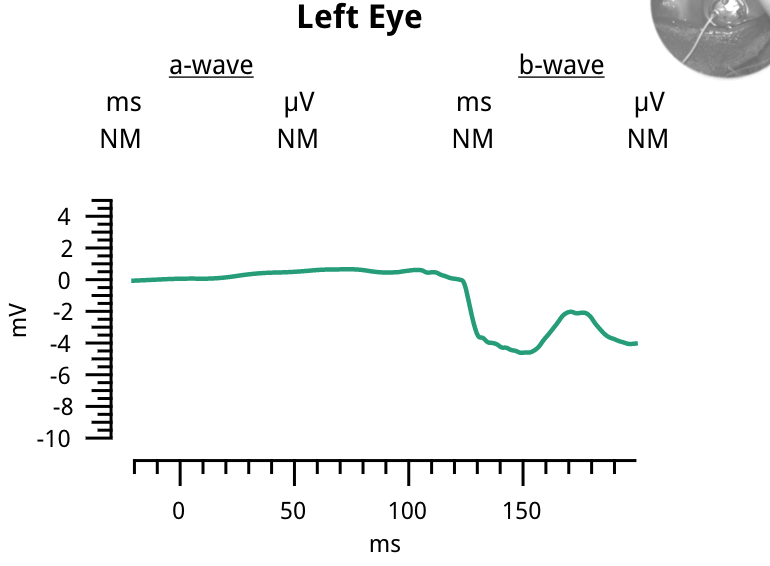 Left Eye
a-wave b-wave
ms µV ms µV
NM NM NM NM
4
2
0
-2
-4
-6
-8
-10
mV
0 50 100 150
ms